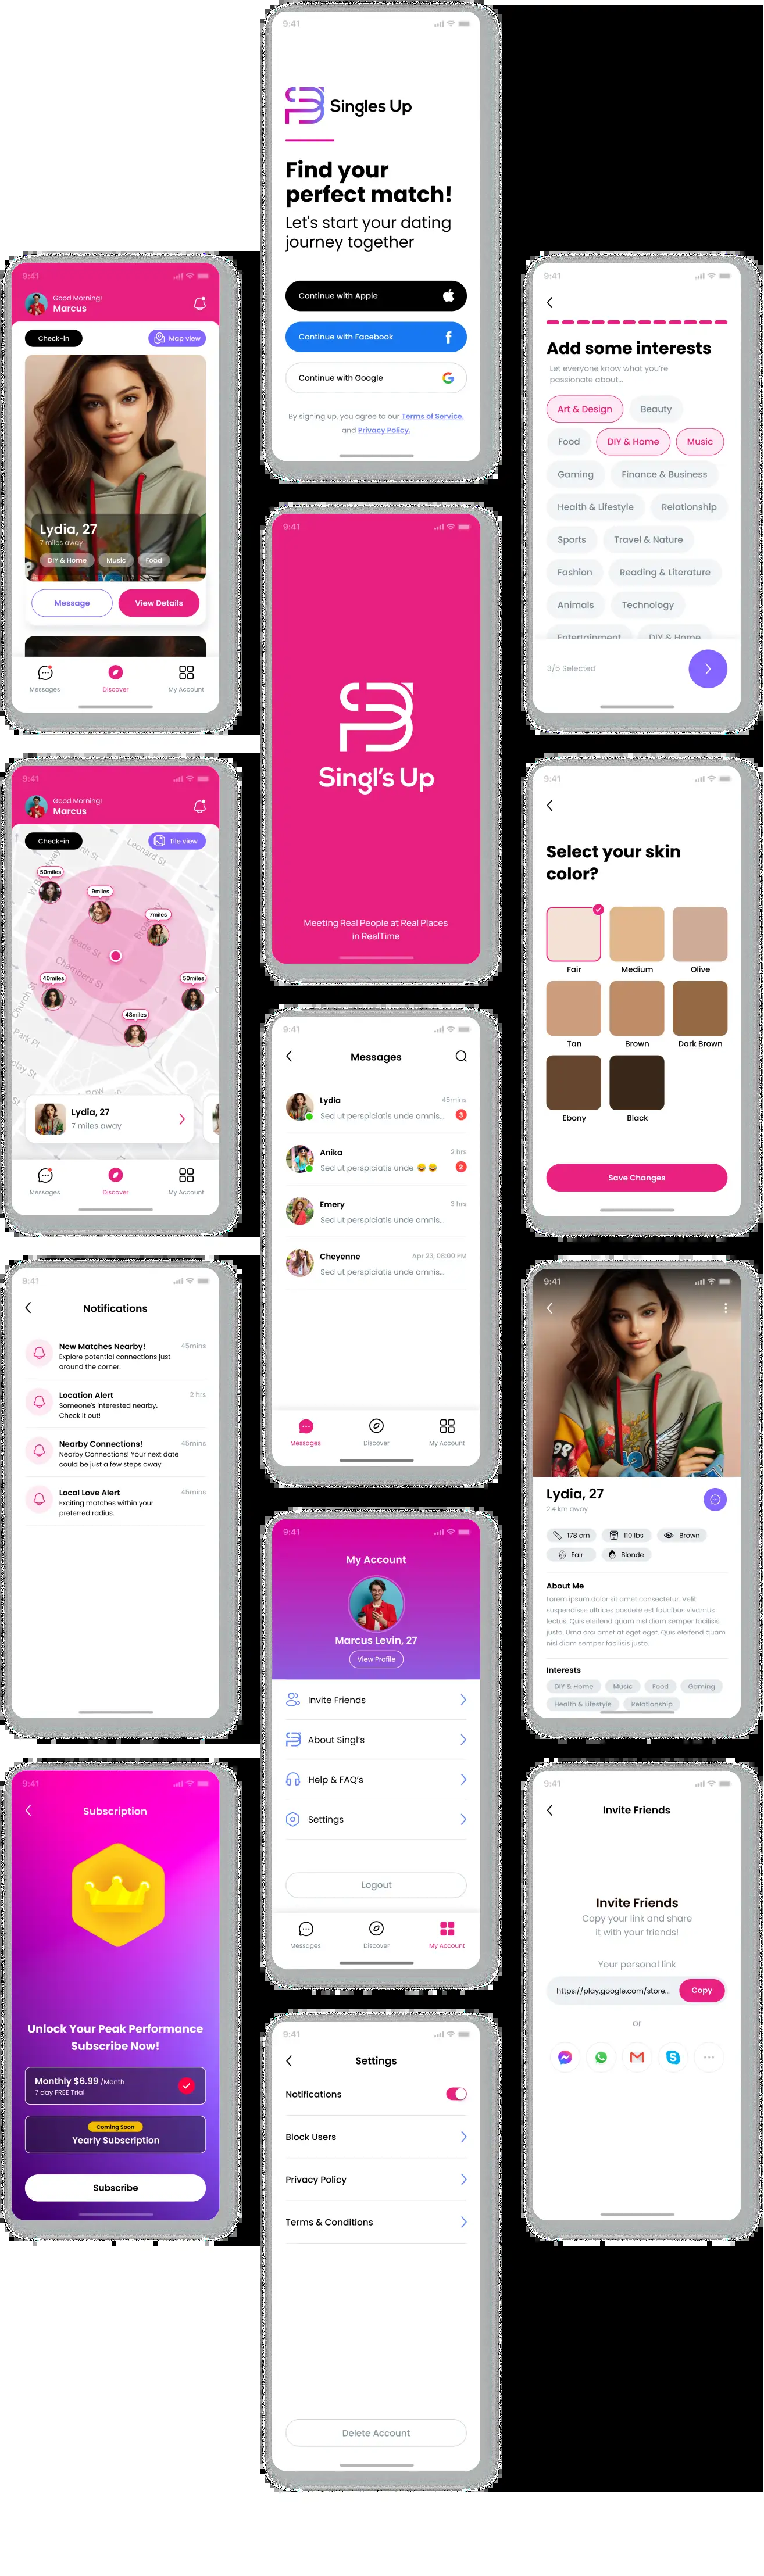 9:41
Singles Up
Find your
perfect match!
Let's start your dating
journey together
Continue with Apple
Continue with Facebook
Continue with Google
By signing up, you agree to our Terms of Service.
and Privacy Policy.
9:41
Good Morning!
Marcus
Check-in
Map view
Lydia, 27
7 miles away
DIY & Home Music Food
Message View Details
Messages Discover My Account
9:41
Add some interests
Let everyone know what you're
passionate about...
Art & Design Beauty
Food DIY & Home Music
Gaming Finance & Business
Health & Lifestyle Relationship
Sports Travel & Nature
Fashion Reading & Literature
Animals Technology
Entertainment DIY & Home
3/5 Selected
9:41
Singl's Up
Meeting Real People at Real Places
in RealTime
9:41
Good Morning!
Marcus
Check-in
Tile view
Leonard St
50miles
9miles
7miles
Reade St
Chambers St
40miles
50miles
48miles
Church St
Park Pl
Lydia, 27
7 miles away
Messages Discover My Account
9:41
Select your skin
color?
Fair Medium Olive
Tan Brown Dark Brown
Ebony Black
Save Changes
9:41
Messages
Lydia 45mins
Sed ut perspiciatis unde omnis... 3
Anika 2 hrs
Sed ut perspiciatis unde 😄 😄 2
Emery 3 hrs
Sed ut perspiciatis unde omnis...
Cheyenne Apr 23, 08:00 PM
Sed ut perspiciatis unde omnis...
Messages Discover My Account
9:41
Notifications
New Matches Nearby! 45mins
Explore potential connections just
around the corner.
Location Alert 2 hrs
Someone's interested nearby.
Check it out!
Nearby Connections! 45mins
Nearby Connections! Your next date
could be just a few steps away.
Local Love Alert 45mins
Exciting matches within your
preferred radius.
9:41
Lydia, 27
2.4 km away
178 cm 110 lbs Brown
Fair Blonde
About Me
Lorem ipsum dolor sit amet consectetur. Velit
suspendisse ultrices posuere est faucibus vivamus
lectus. Quis eleifend quam nisl diam semper facilisis
justo. Urna orci amet at eget eget. Quis eleifend quam
nisl diam semper facilisis justo.
Interests
DIY & Home Music Food Gaming
Health & Lifestyle Relationship
9:41
My Account
Marcus Levin, 27
View Profile
Invite Friends
About Singl's
Help & FAQ's
Settings
Logout
Messages Discover My Account
9:41
Subscription
Unlock Your Peak Performance
Subscribe Now!
Monthly $6.99 /Month
7 day FREE Trial
Coming Soon
Yearly Subscription
Subscribe
9:41
Invite Friends
Invite Friends
Copy your link and share
it with your friends!
Your personal link
https://play.google.com/store... Copy
or
9:41
Settings
Notifications
Block Users
Privacy Policy
Terms & Conditions
Delete Account